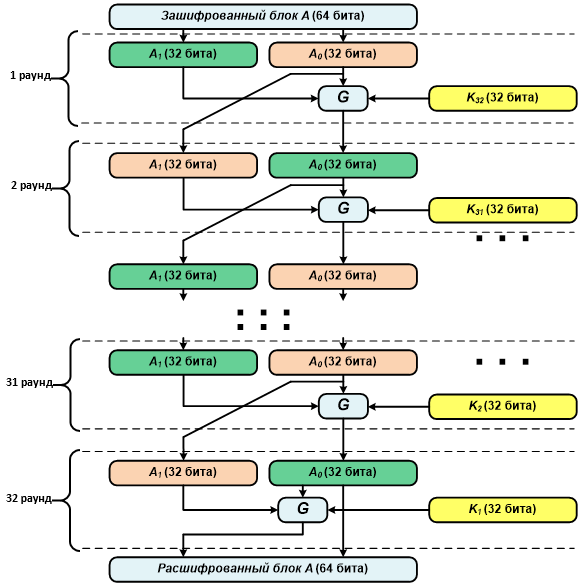 Зашифрованный блок А (64 бита)
A1 (32 бита) A0 (32 бита)
1 раунд
G K32 (32 бита)
A1 (32 бита) A0 (32 бита)
2 раунд
G K31 (32 бита)
A1 (32 бита) A0 (32 бита)
A1 (32 бита) A0 (32 бита)
31 раунд
G K2 (32 бита)
A1 (32 бита) A0 (32 бита)
32 раунд
G K1 (32 бита)
Расшифрованный блок А (64 бита)